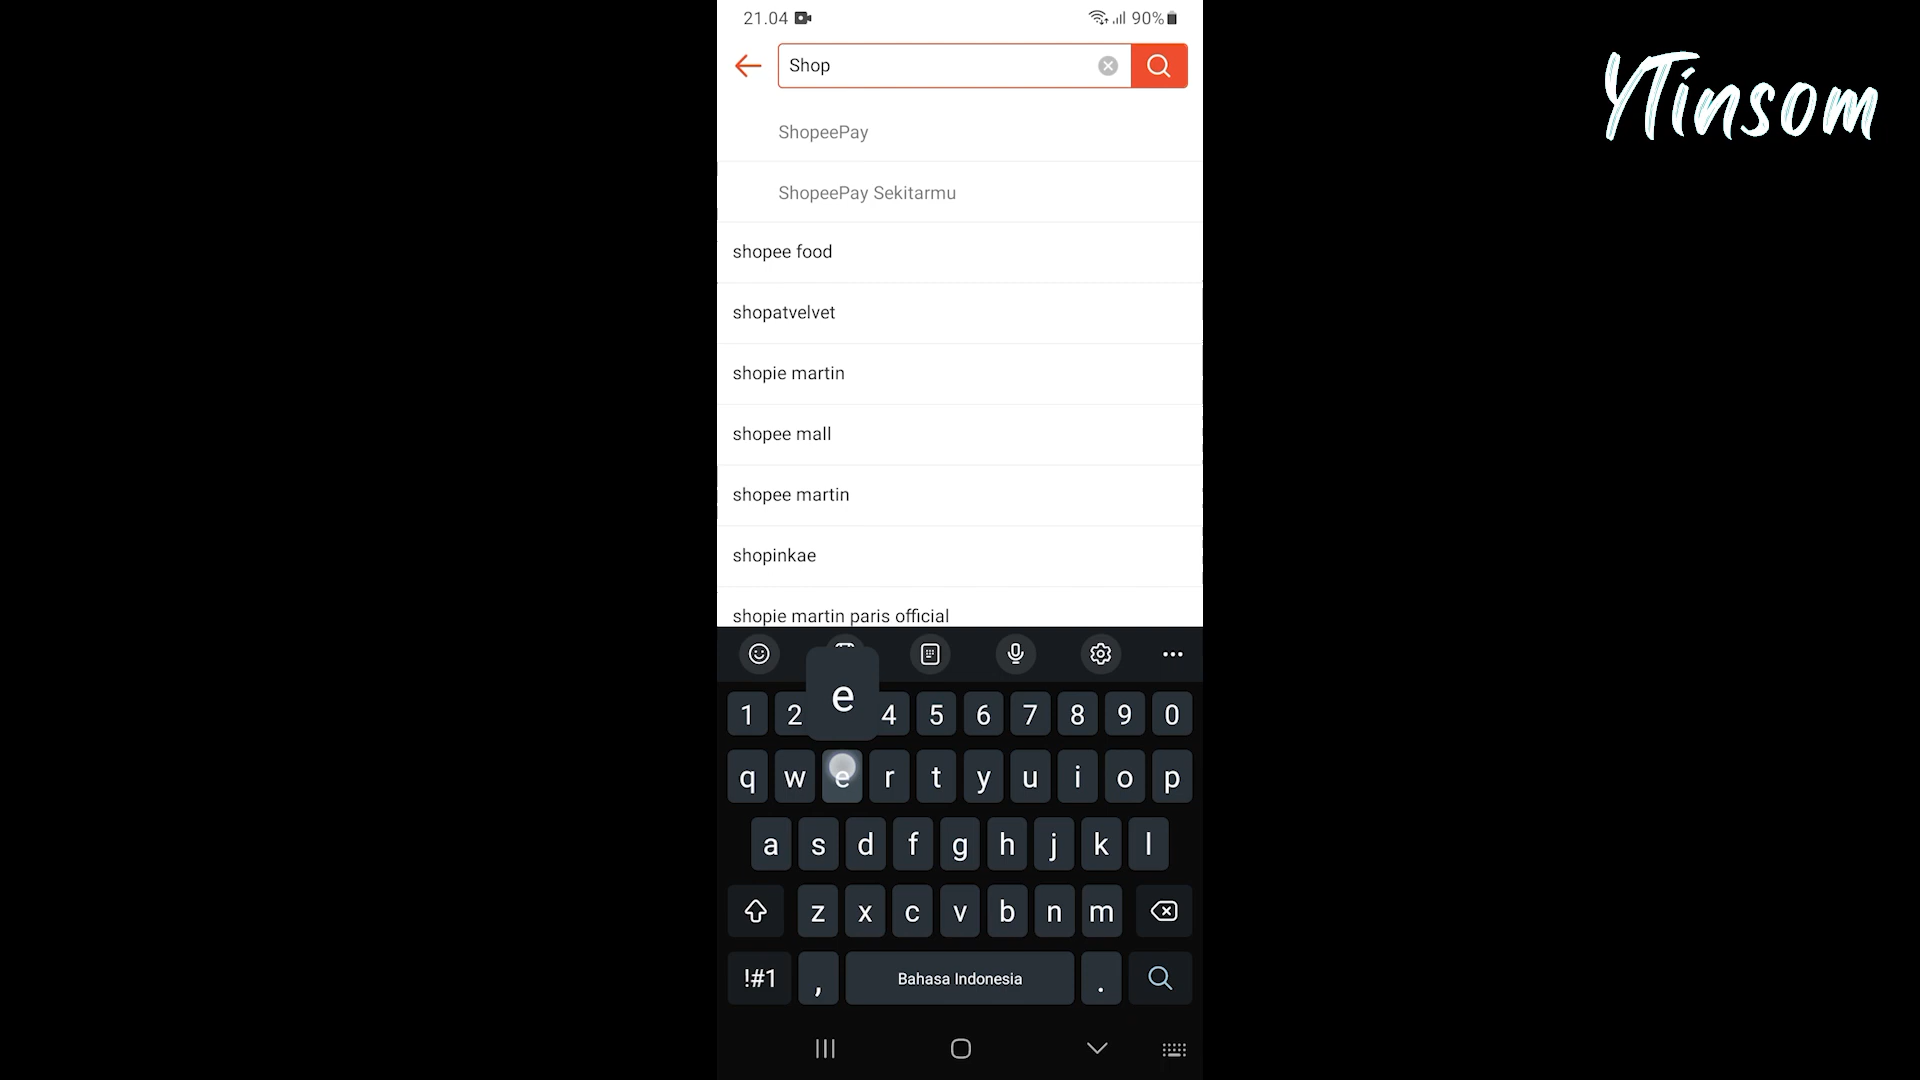 21.04 90%
YTinsom
Shop
ShopeePay
ShopeePay Sekitarmu
shopee food
shopatvelvet
shopie martin
shopee mall
shopee martin
shopinkae
shopie martin paris official
e
1 2 4 5 6 7 8 9 0
q w e r t y u i o p
a s d f g h j k l
z x c v b n m
!#1 , Bahasa Indonesia .